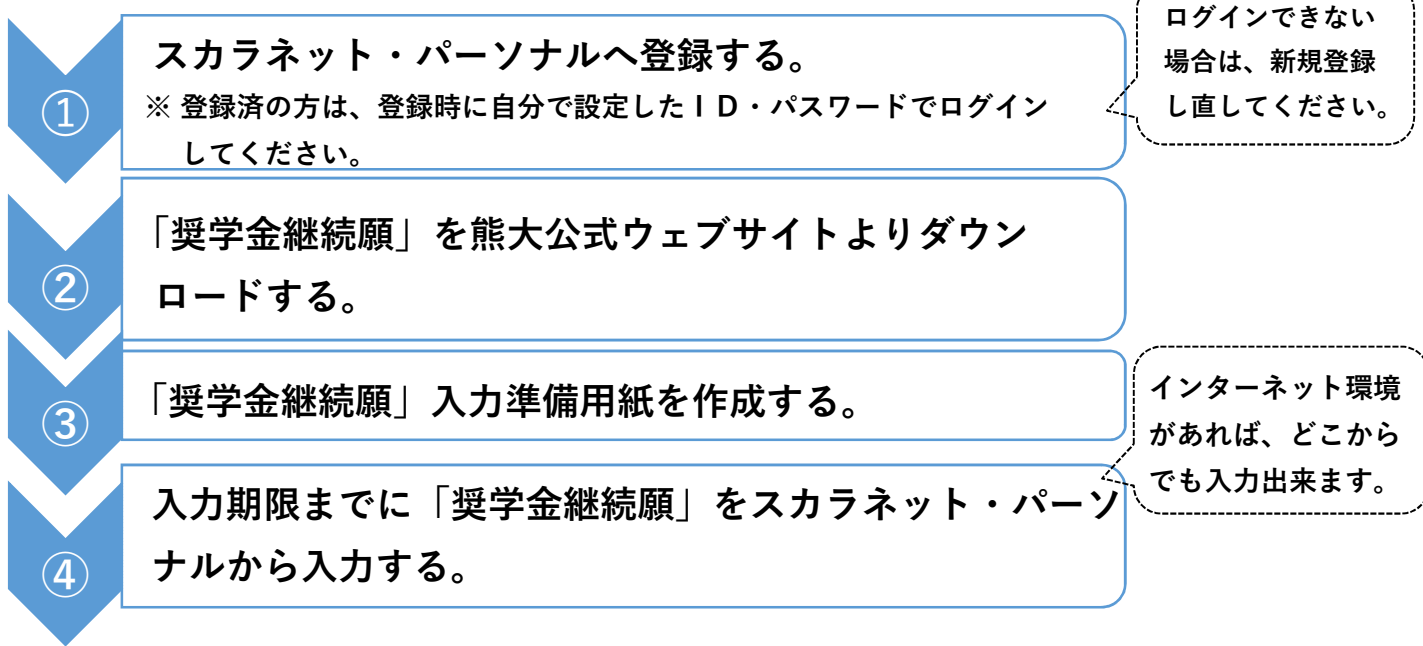 ログインできない
場合は、新規登録
し直してください。
①
スカラネット・パーソナルへ登録する。
※ 登録済の方は、登録時に自分で設定したＩＤ・パスワードでログイン
してください。
②
「奨学金継続願」を熊大公式ウェブサイトよりダウン
ロードする。
③
「奨学金継続願」入力準備用紙を作成する。
インターネット環境
があれば、どこから
でも入力出来ます。
④
入力期限までに「奨学金継続願」をスカラネット・パーソ
ナルから入力する。